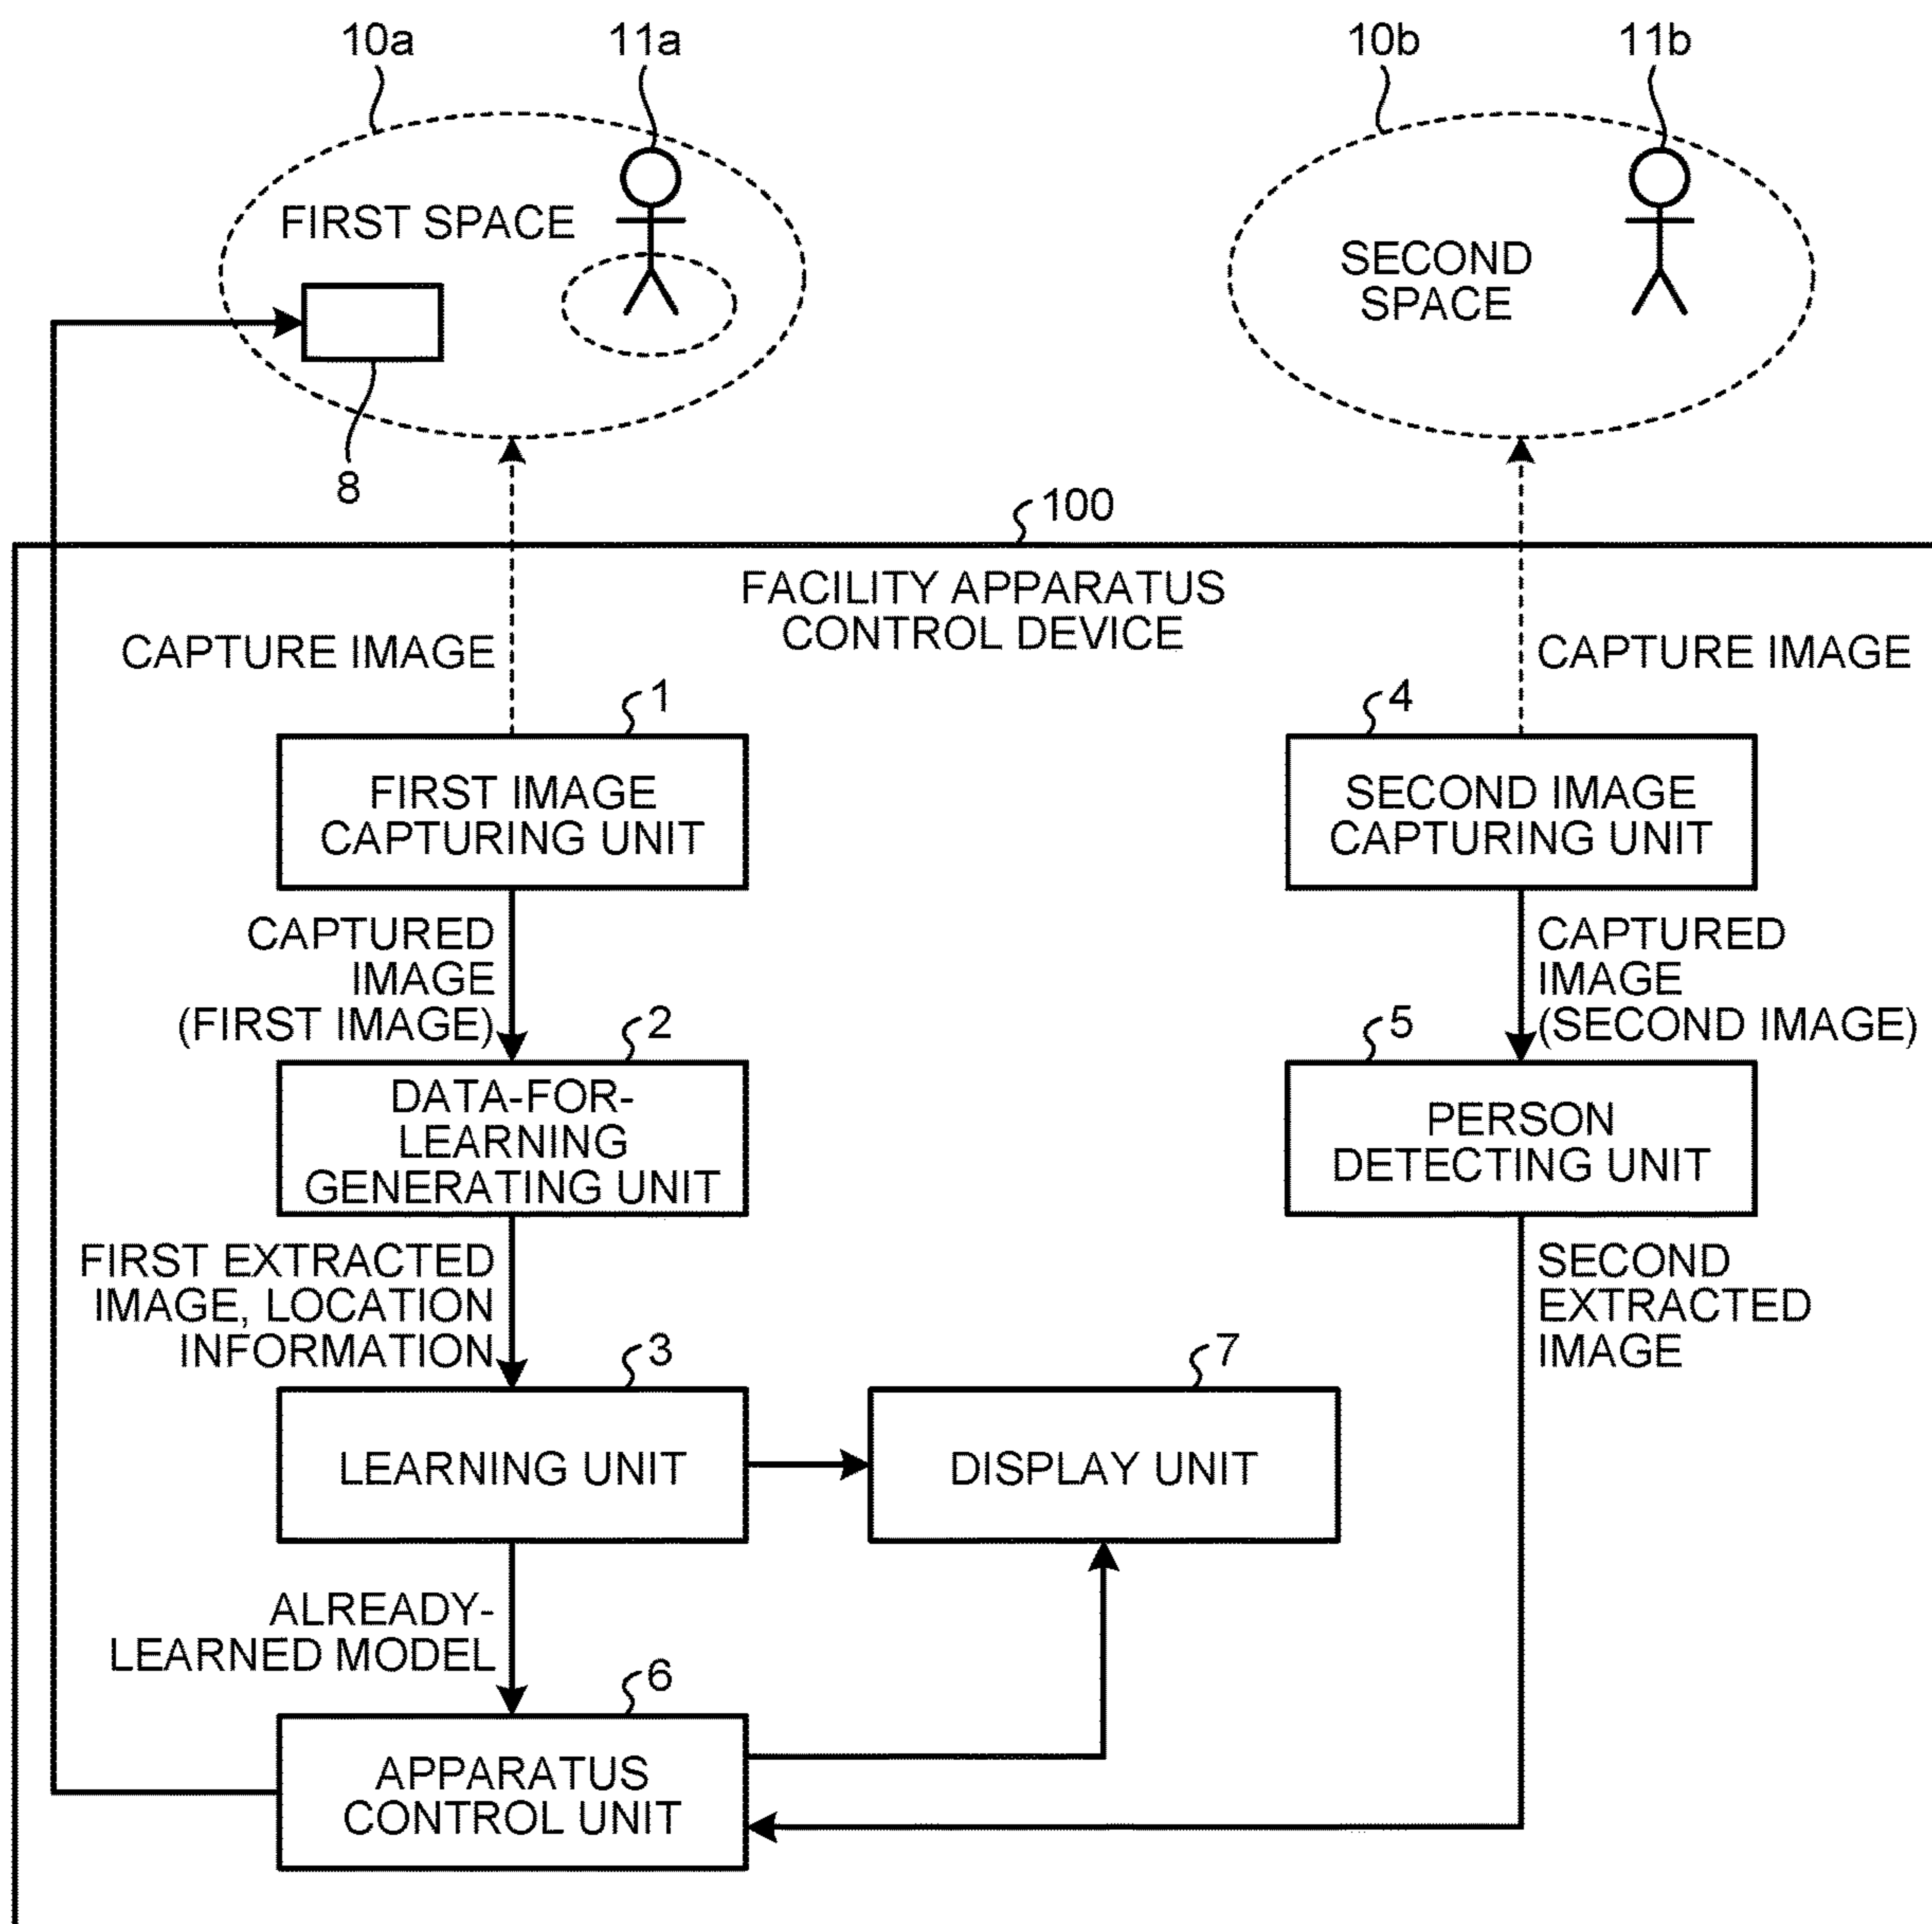 10a
11a
10b
11b
FIRST SPACE
SECOND
SPACE
8
100
FACILITY APPARATUS
CONTROL DEVICE
CAPTURE IMAGE
CAPTURE IMAGE
1
FIRST IMAGE
CAPTURING UNIT
4
SECOND IMAGE
CAPTURING UNIT
CAPTURED
IMAGE
(FIRST IMAGE)
CAPTURED
IMAGE
(SECOND IMAGE)
2
DATA-FOR-
LEARNING
GENERATING UNIT
5
PERSON
DETECTING UNIT
FIRST EXTRACTED
IMAGE, LOCATION
INFORMATION
SECOND
EXTRACTED
IMAGE
3
LEARNING UNIT
7
DISPLAY UNIT
ALREADY-
LEARNED MODEL
6
APPARATUS
CONTROL UNIT